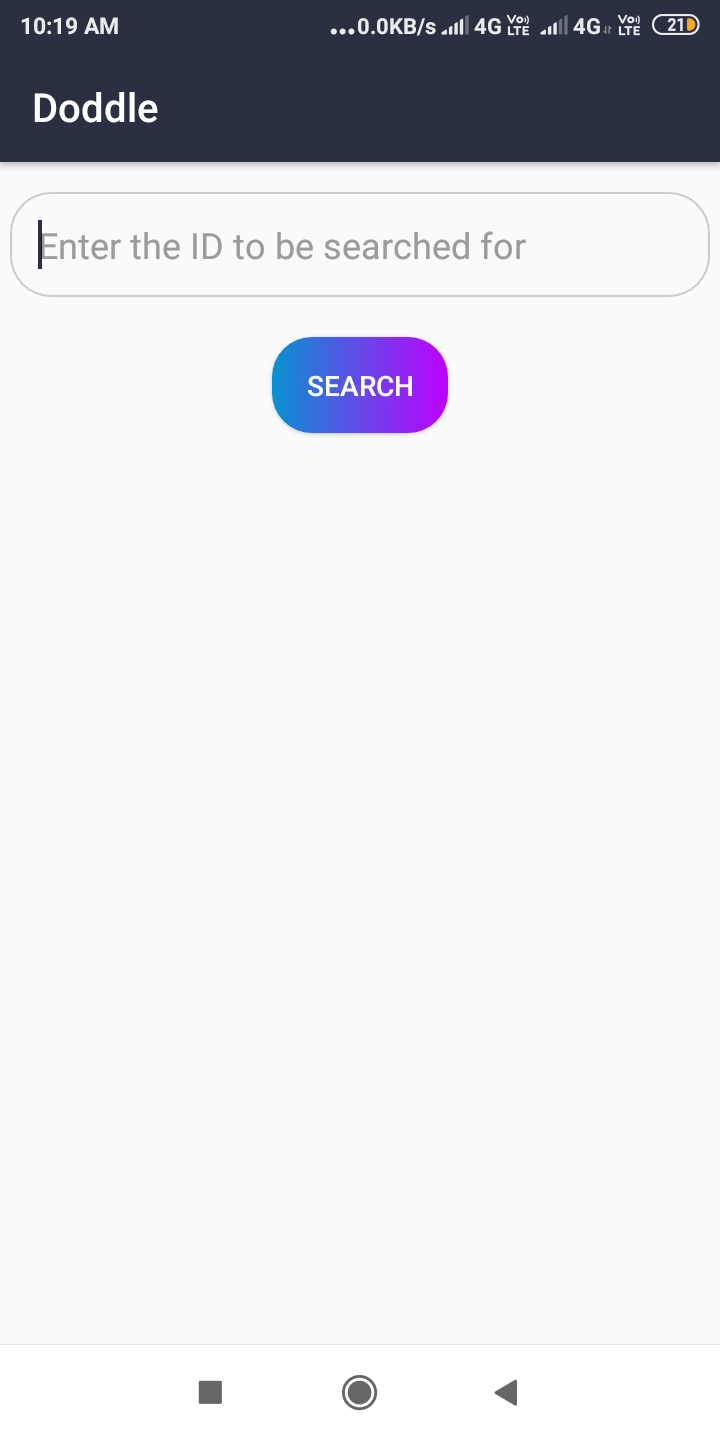 10:19 AM ...0.0KB/s 4G Vo) LTE 4G Vo) LTE 21
Doddle
Enter the ID to be searched for
SEARCH